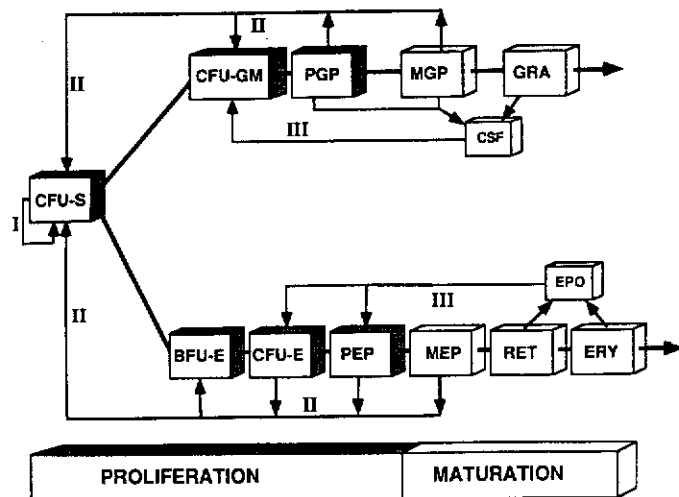 II
CFU-GM
PGP
MGP
GRA
II
III
CSF
CFU-S
I
III
EPO
II
BFU-E
CFU-E
PEP
MEP
RET
ERY
II
PROLIFERATION
MATURATION